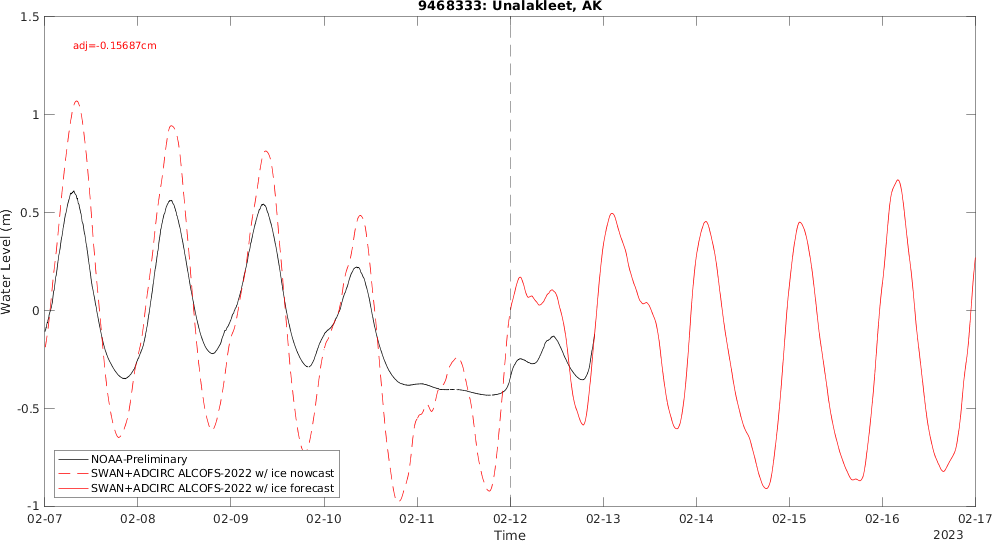 9468333: Unalakleet, AK
adj=-0.15687cm
Water Level (m)
1.5
1
0.5
0
-0.5
-1
NOAA-Preliminary
SWAN+ADCIRC ALCOFS-2022 w/ ice nowcast
SWAN+ADCIRC ALCOFS-2022 w/ ice forecast
02-07 02-08 02-09 02-10 02-11 02-12 02-13 02-14 02-15 02-16 02-17
Time
2023